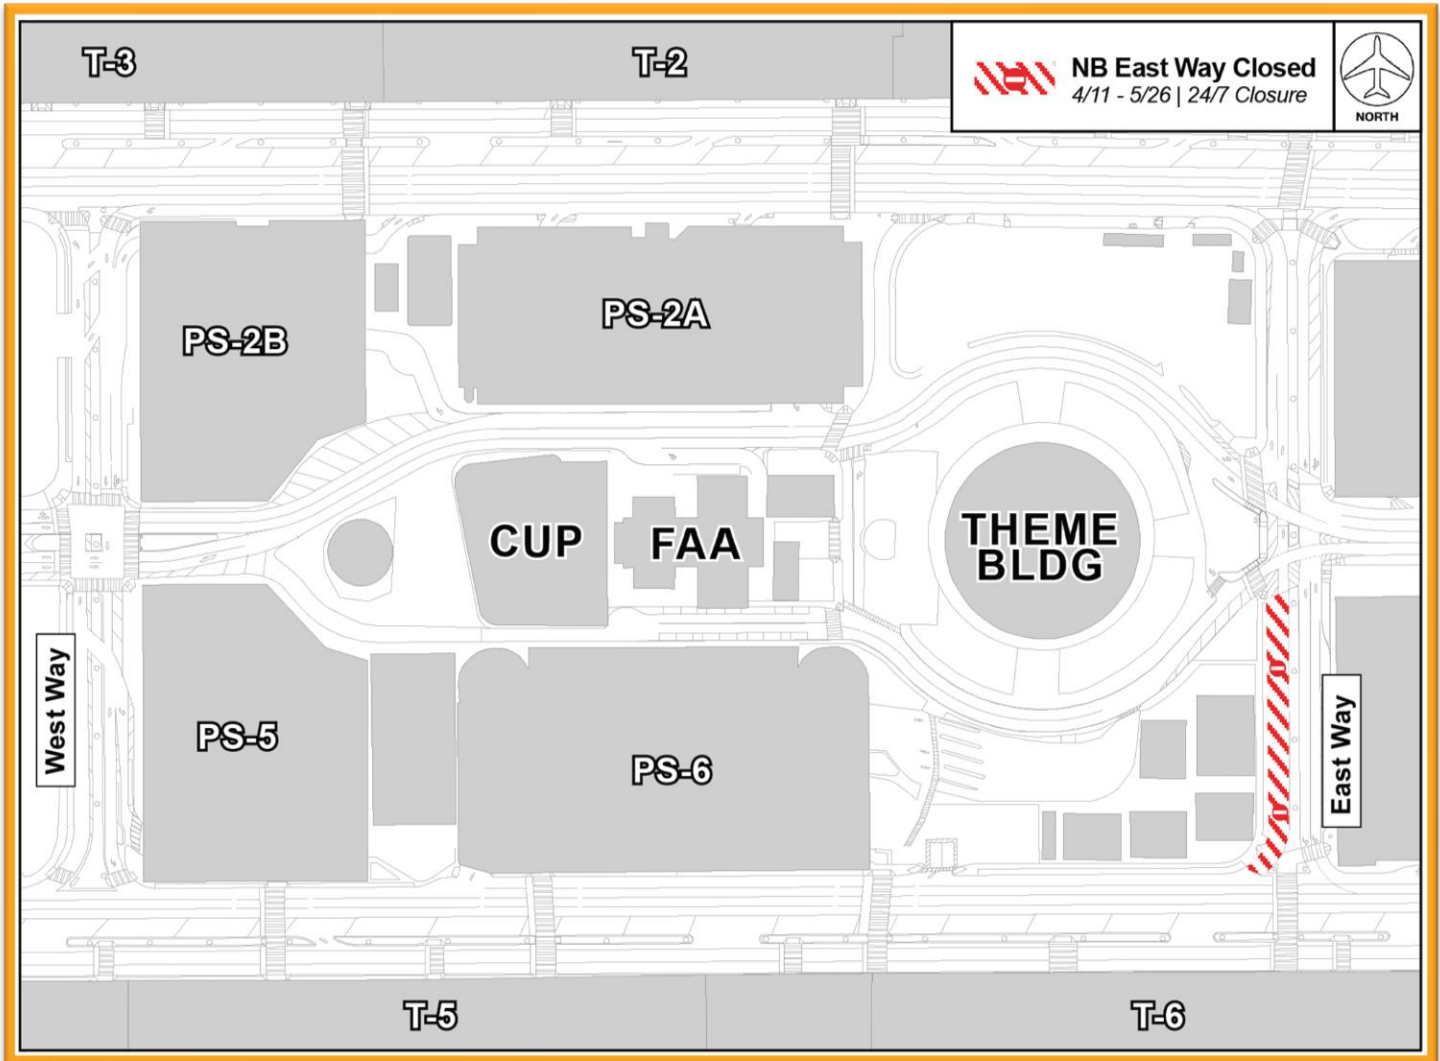 T-3
T-2
NB East Way Closed
4/11 - 5/26 | 24/7 Closure
NORTH
PS-2B
PS-2A
CUP
FAA
THEME
BLDG
West Way
PS-5
PS-6
East Way
T-5
T-6